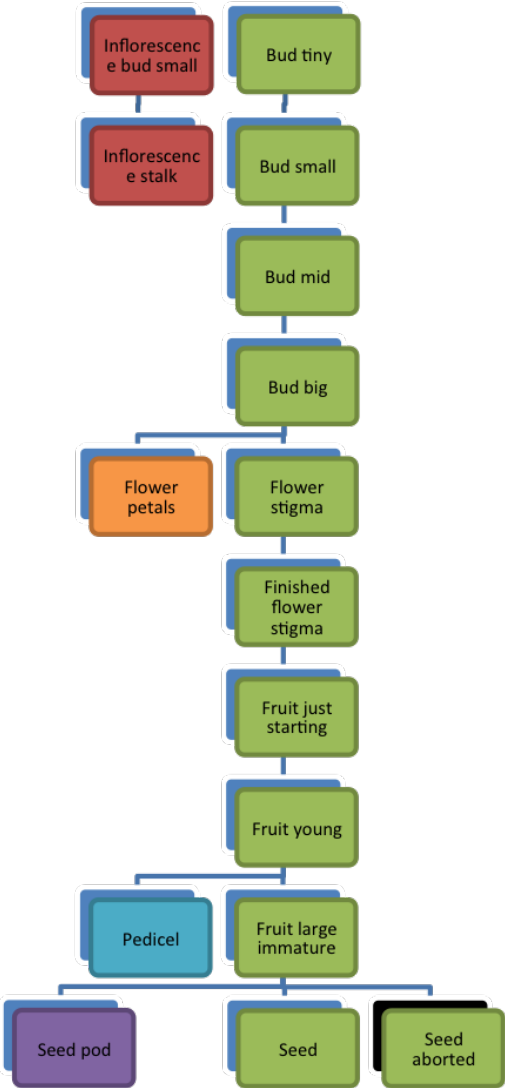 Inflorescenc
e bud small
Bud tiny
Inflorescenc
e stalk
Bud small
Bud mid
Bud big
Flower
petals
Flower
stigma
Finished
flower
stigma
Fruit just
starting
Fruit young
Pedicel
Fruit large
immature
Seed pod
Seed
Seed
aborted